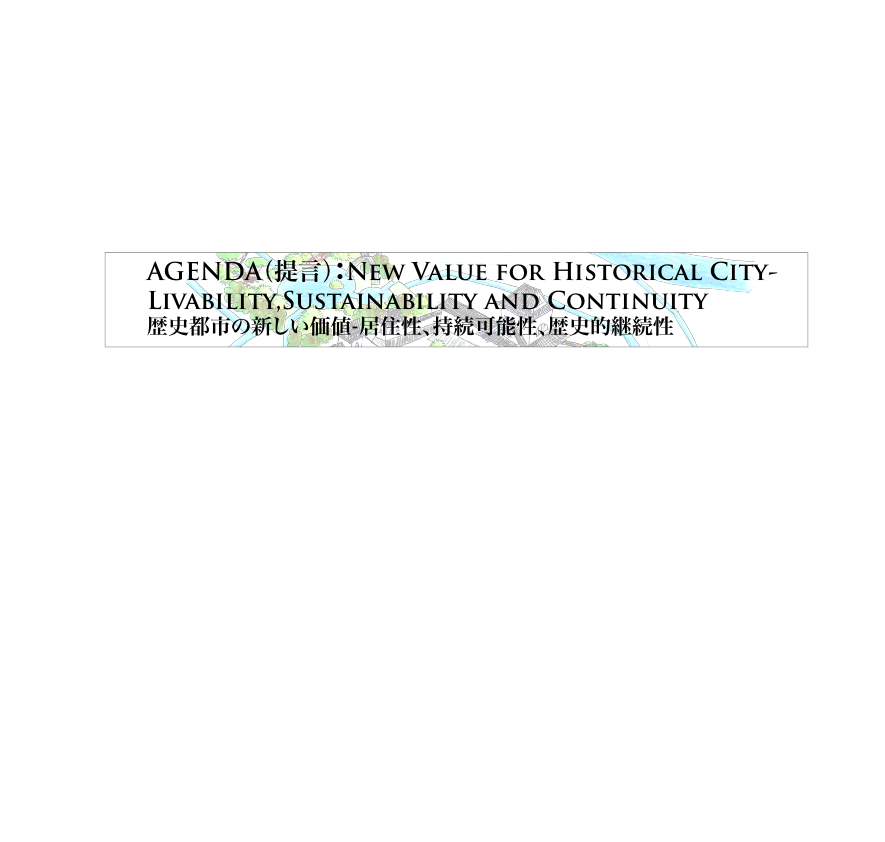 AGENDA(提言):New Value for Historical City-
Livability,Sustainability and Continuity
歴史都市の新しい価値-居住性、持続可能性、歴史的継続性